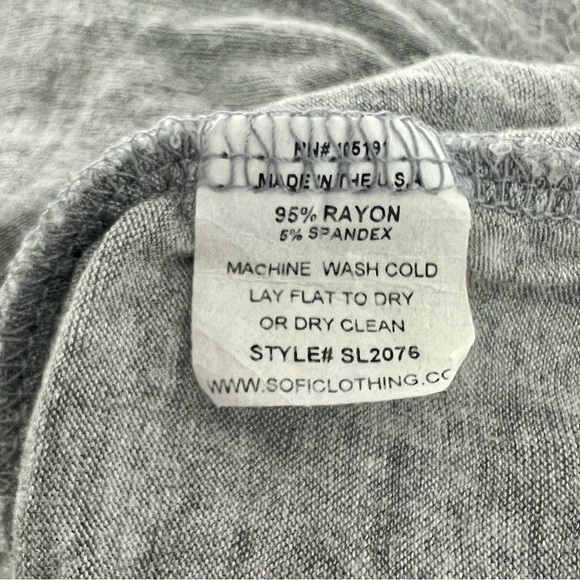 MADE IN THE U.S.A
95% RAYON
5% SPANDEX
MACHINE WASH COLD
LAY FLAT TO DRY
OR DRY CLEAN
STYLE# SL2076
WWW.SOFICLOTHING.CO